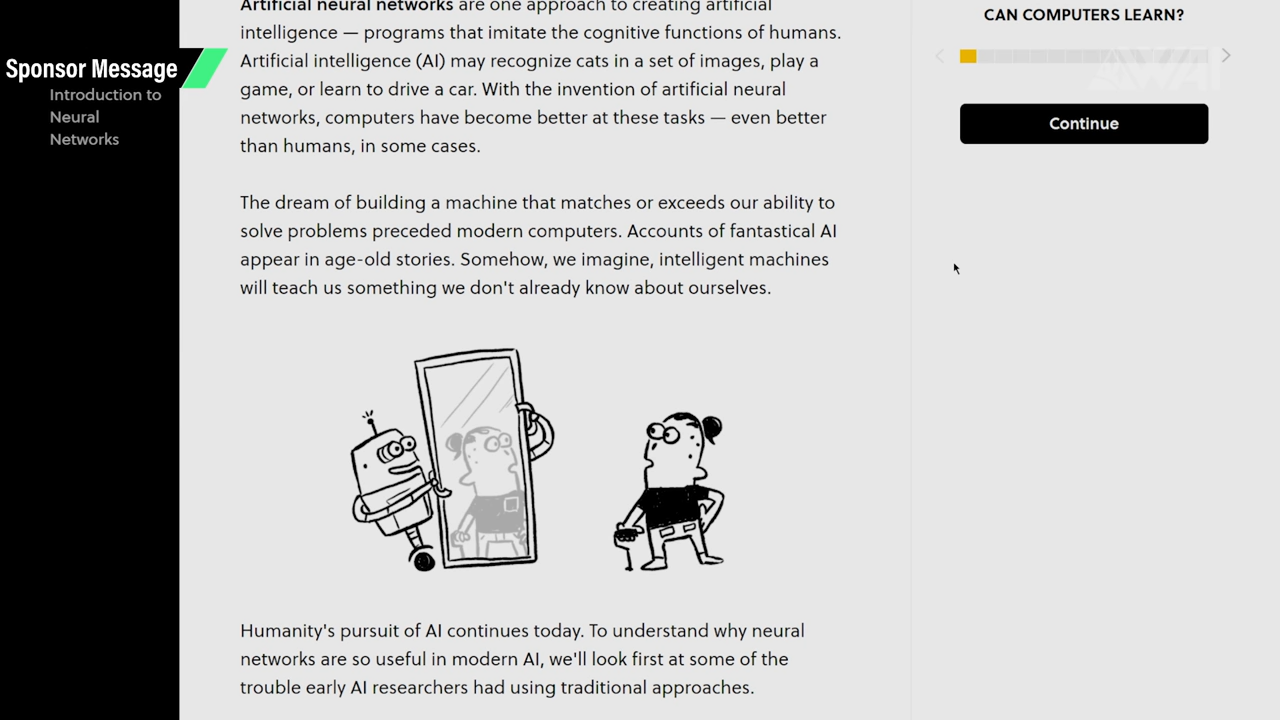 Sponsor Message
Introduction to
Neural
Networks
Artificial neural networks are one approach to creating artificial
intelligence — programs that imitate the cognitive functions of humans.
Artificial intelligence (AI) may recognize cats in a set of images, play a
game, or learn to drive a car. With the invention of artificial neural
networks, computers have become better at these tasks — even better
than humans, in some cases.
The dream of building a machine that matches or exceeds our ability to
solve problems preceded modern computers. Accounts of fantastical AI
appear in age-old stories. Somehow, we imagine, intelligent machines
will teach us something we don't already know about ourselves.
Humanity's pursuit of AI continues today. To understand why neural
networks are so useful in modern AI, we'll look first at some of the
trouble early AI researchers had using traditional approaches.
CAN COMPUTERS LEARN?
Continue